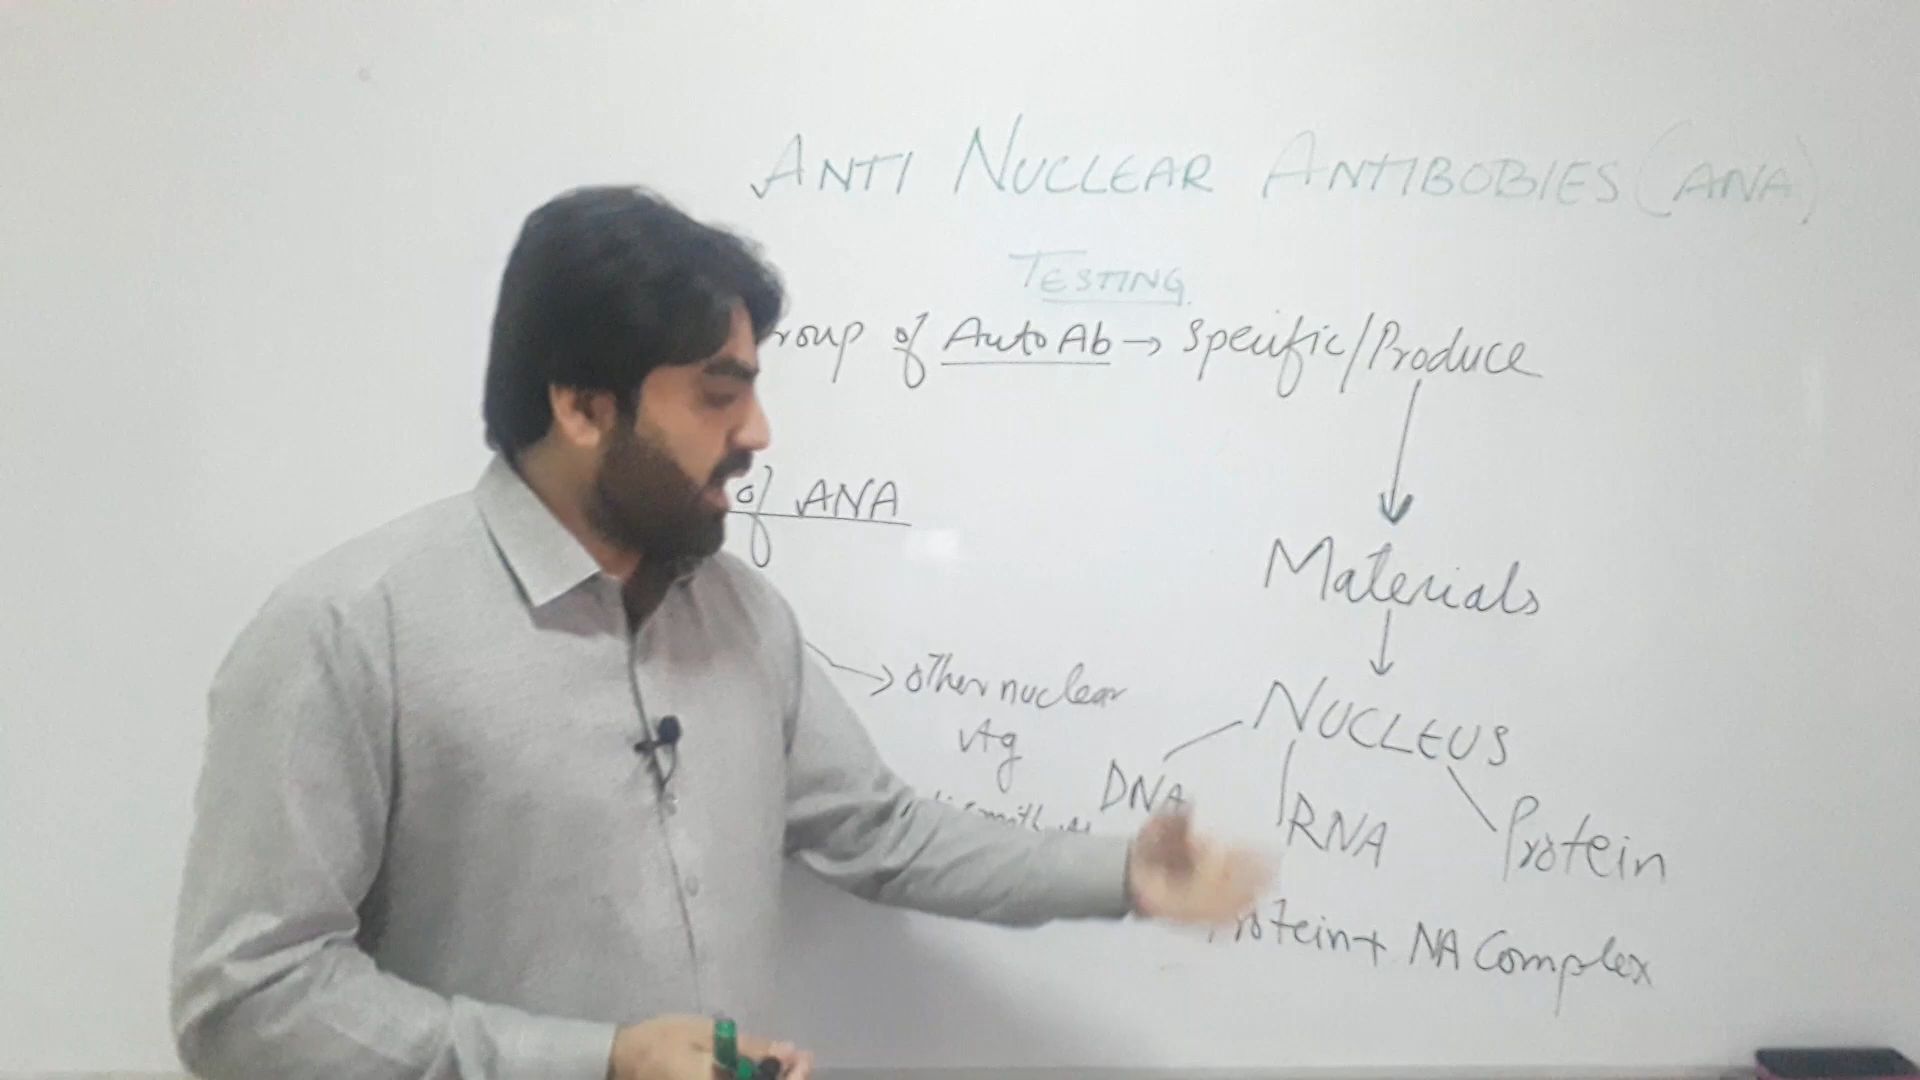 ANTI NUCLEAR ANTIBOBIES (ANA)
TESTING
roup of Auto Ab → Specific/Produce
of ANA
Materials
→ other nuclear
Ag
NUCLEUS
DNA
RNA
Protein
rotein + NA Complex